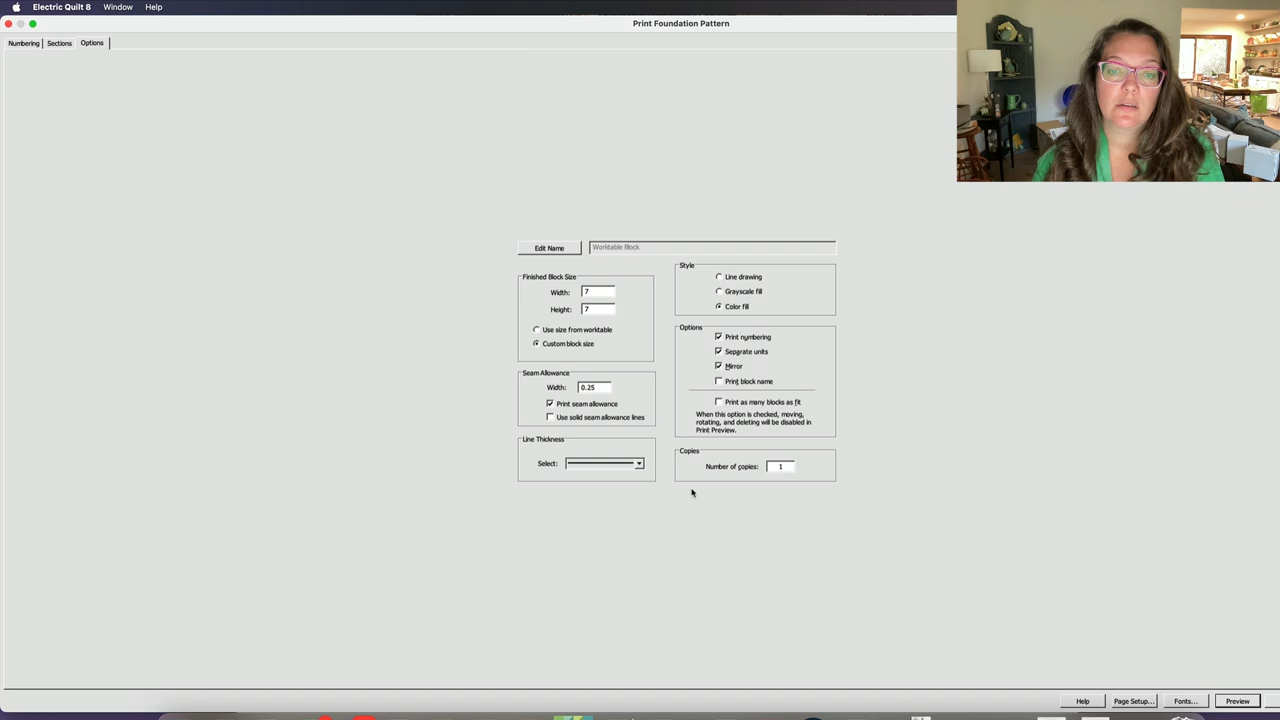 Electric Quilt 8 Window Help
Print Foundation Pattern
Numbering Sections Options
Edit Name Worktable Block
Finished Block Size
Width: 7
Height: 7
Use size from worktable
Custom block size
Seam Allowance
Width: 0.25
Print seam allowance
Use solid seam allowance lines
Line Thickness
Select:
Style
Line drawing
Grayscale fill
Color fill
Options
Print numbering
Separate units
Mirror
Print block name
Print as many blocks as fit
When this option is checked, moving,
rotating, and deleting will be disabled in
Print Preview.
Copies
Number of copies: 1
Help Page Setup... Fonts... Preview